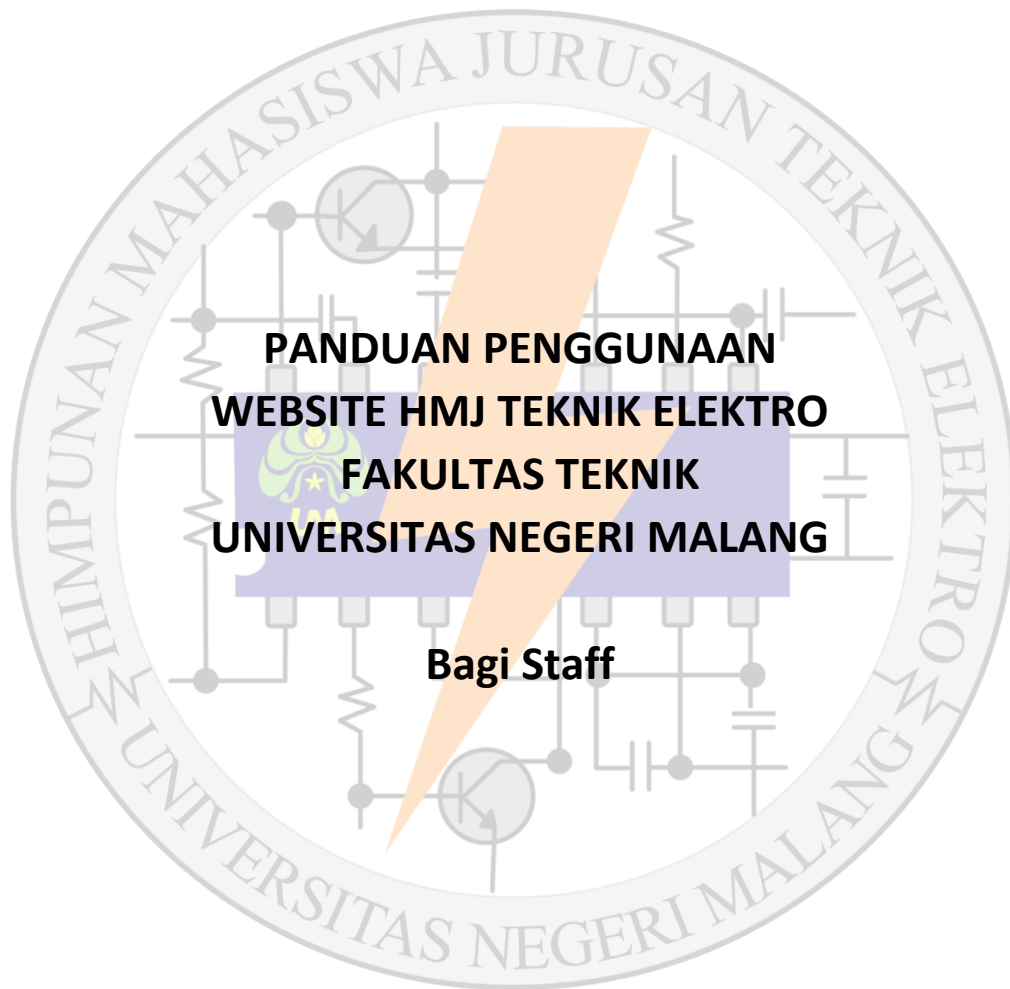 HIMPUNAN MAHASISWA JURUSAN TEKNIK ELEKTRO
PANDUAN PENGGUNAAN
WEBSITE HMJ TEKNIK ELEKTRO
FAKULTAS TEKNIK
UNIVERSITAS NEGERI MALANG
UM
Bagi Staff
UNIVERSITAS NEGERI MALANG